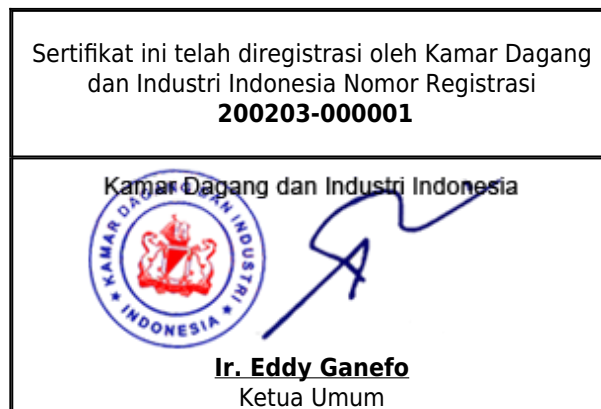 Sertifikat ini telah diregistrasi oleh Kamar Dagang
dan Industri Indonesia Nomor Registrasi
200203-000001
Kamar Dagang dan Industri Indonesia
KAMAR DAGANG DAN INDUSTRI
INDONESIA
Ir. Eddy Ganefo
Ketua Umum